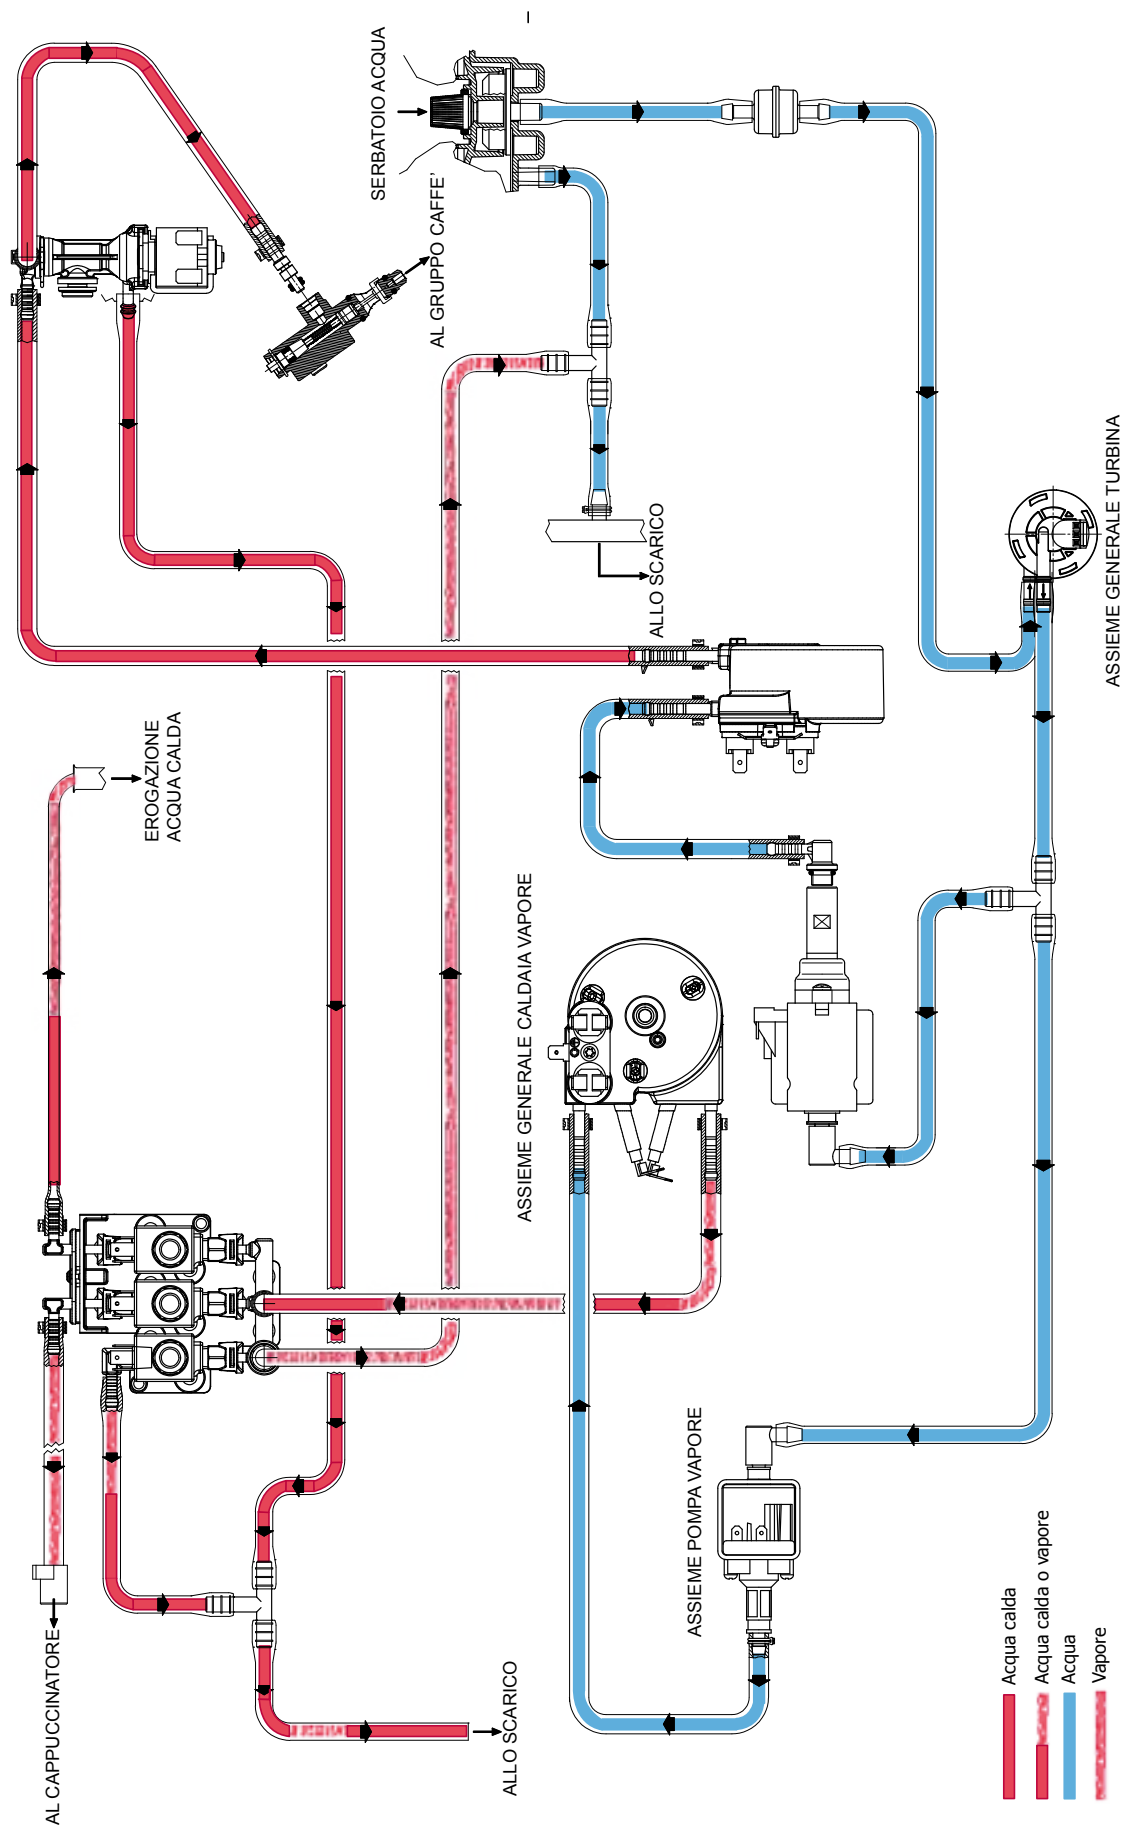 SERBATOIO ACQUA
AL GRUPPO CAFFE'
ALLO SCARICO
ASSIEME GENERALE TURBINA
EROGAZIONE
ACQUA CALDA
ASSIEME GENERALE CALDAIA VAPORE
ASSIEME POMPA VAPORE
AL CAPPUCCINATORE
ALLO SCARICO
Acqua calda
Acqua calda o vapore
Acqua
Vapore